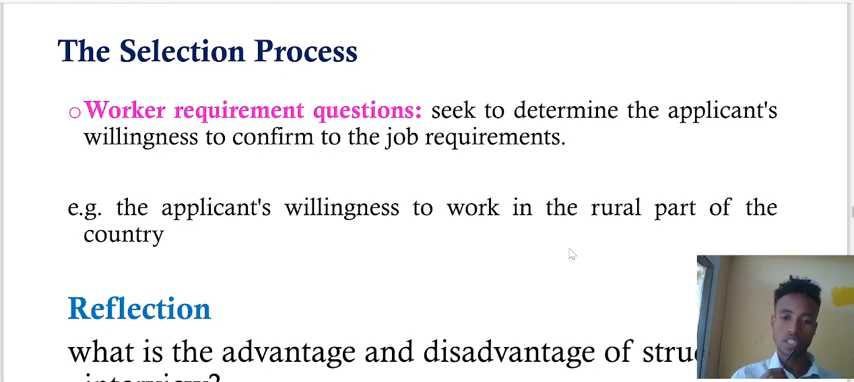 The Selection Process
Worker requirement questions: seek to determine the applicant's
willingness to confirm to the job requirements.
e.g. the applicant's willingness to work in the rural part of the
country
Reflection
what is the advantage and disadvantage of
interview?